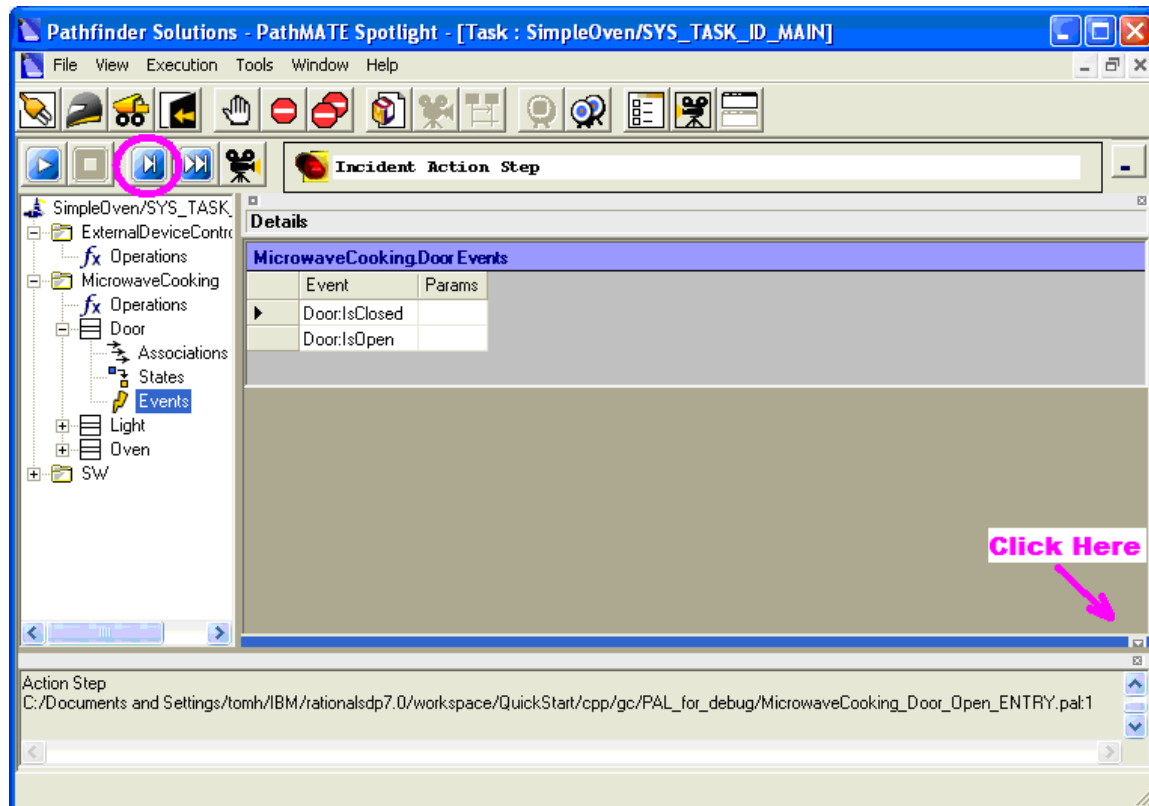 Pathfinder Solutions - PathMATE Spotlight - [Task : SimpleOven/SYS_TASK_ID_MAIN]
File View Execution Tools Window Help
Incident Action Step
SimpleOven/SYS_TASK_
ExternalDeviceContro
fx Operations
MicrowaveCooking
fx Operations
Door
Associations
States
Events
Light
Oven
SW
Details
MicrowaveCooking.Door Events
Event Params
Door:IsClosed
Door:IsOpen
Click Here
Action Step
C:/Documents and Settings/tomh/IBM/rationalsdp7.0/workspace/QuickStart/cpp/gc/PAL_for_debug/MicrowaveCooking_Door_Open_ENTRY.pal:1